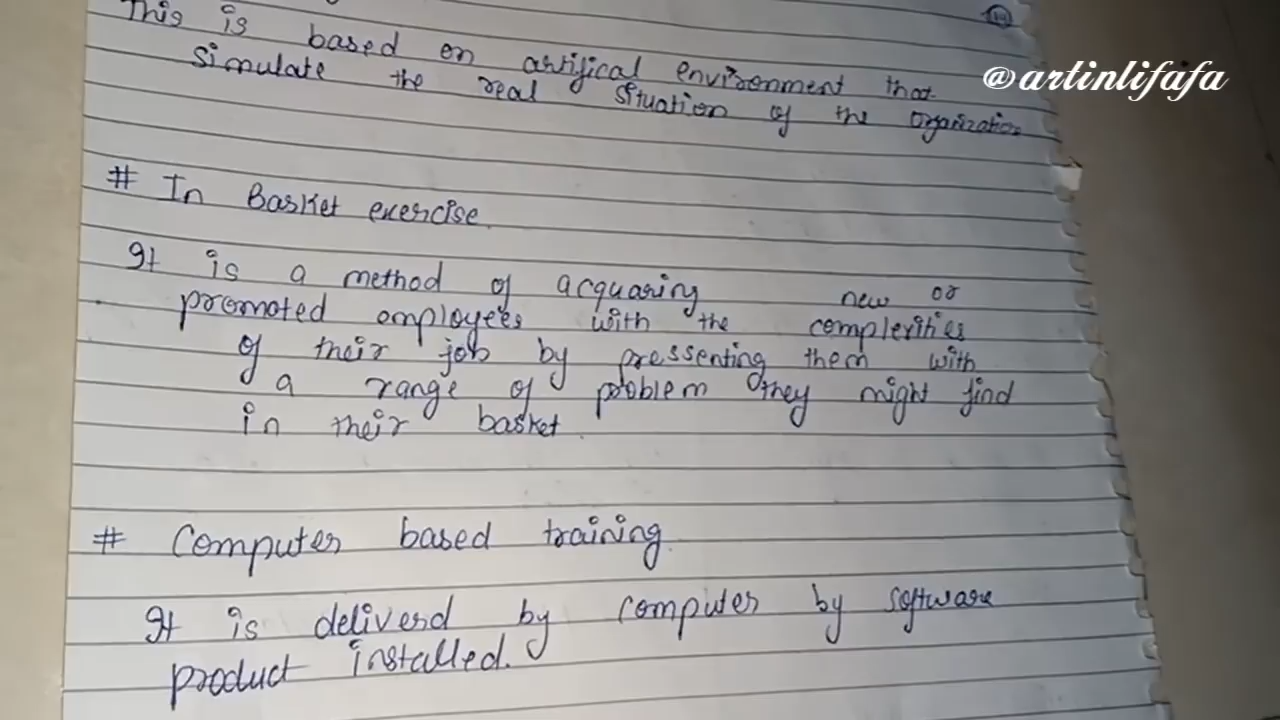 This is based on artifical environment that
@artinlifafa
simulate the real situation of the organization
# In Basket exercise.
It is a method of acquaring new or
promoted employees with the complexities
of their job by pressenting them with
a range of problem they might find
in their basket.
# Computer based training.
It is deliverd by computer by software
product installed.